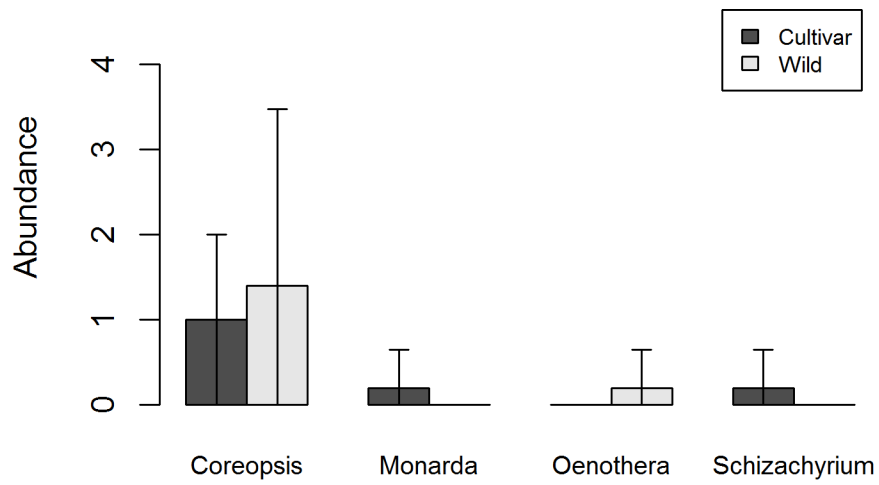 Cultivar
Wild
Abundance
4
3
2
1
0
Coreopsis Monarda Oenothera Schizachyrium